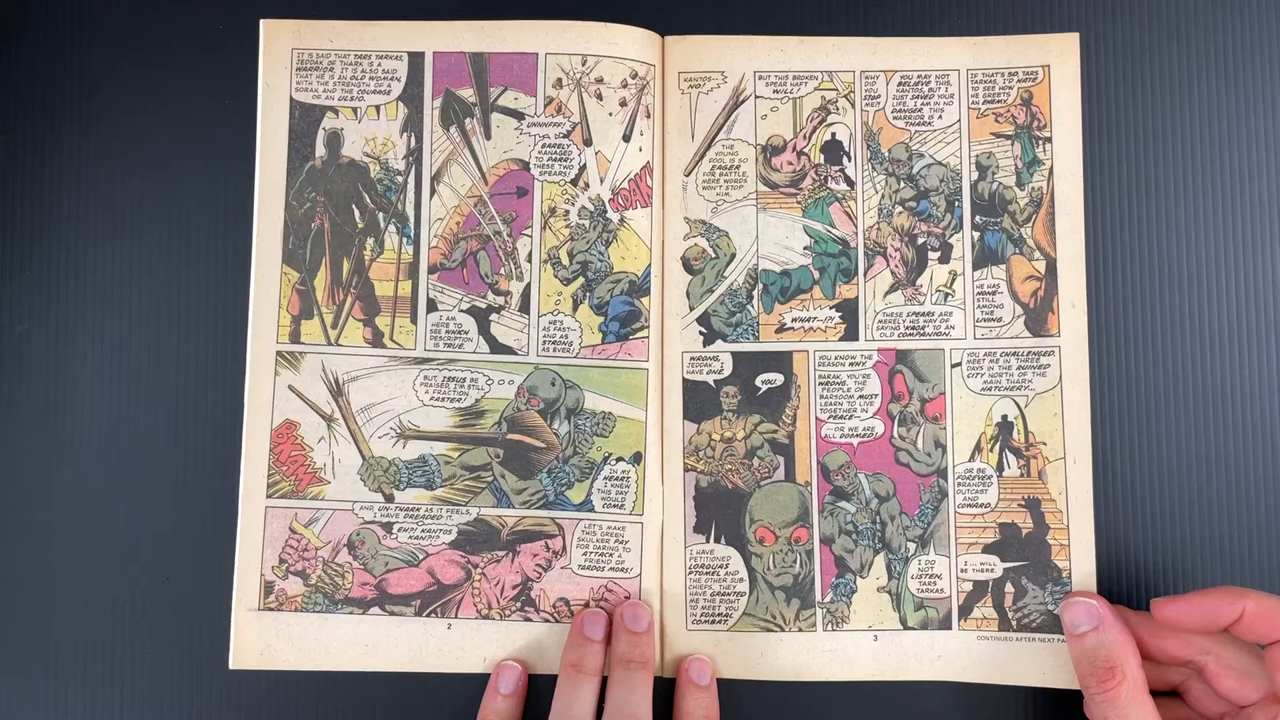 IT IS SAID THAT TARS TARKAS,
JEDDAK OF THARK IS A
WARRIOR. IT IS ALSO SAID
THAT HE IS AN OLD WOMAN,
WITH THE STRENGTH OF A
SORAK AND THE COURAGE
OF AN ULSIO.
I AM
HERE TO
SEE WHICH
DESCRIPTION
IS TRUE.
UNNNFFF!
BARELY
MANAGED
TO PARRY
THESE TWO
SPEARS!
KDAK!
HE'S
AS FAST--
AND AS
STRONG
AS EVER!
BUT, ISSUS BE
PRAISED, I'M STILL
A FRACTION
FASTER!
BKAM!
IN MY
HEART,
I KNEW
THIS DAY
WOULD
COME.
AND, UN-THARK AS IT FEELS,
I HAVE DREADED IT.
EH?! KANTOS
KAN?!?
LET'S MAKE
THIS GREEN
SKULKER PAY
FOR DARING TO
ATTACK A
FRIEND OF
TARDOS MORS!
2
KANTOS--
NO!
THE
YOUNG
FOOL IS SO
EAGER
FOR BATTLE,
MERE WORDS
WON'T STOP
HIM.
BUT THIS BROKEN
SPEAR HAFT
WILL!
WHAT--!?!
WHY
DID
YOU
STOP
ME?!
YOU MAY NOT
BELIEVE THIS,
KANTOS, BUT I
JUST SAVED YOUR
LIFE. I AM IN NO
DANGER. THIS
WARRIOR IS A
THARK.
THESE SPEARS ARE
MERELY HIS WAY OF
SAYING 'KAOR' TO AN
OLD COMPANION.
IF THAT'S SO, TARS
TARKAS, I'D HATE
TO SEE HOW
HE GREETS
AN ENEMY.
HE HAS
NONE--
STILL
AMONG
THE
LIVING.
WRONG,
JEDDAK. I
HAVE ONE.
YOU.
I HAVE
PETITIONED
LORQUAS
PTOMEL AND
THE OTHER SUB-
CHIEFS. THEY
HAVE GRANTED
ME THE RIGHT
TO MEET YOU
IN FORMAL
COMBAT.
YOU KNOW THE
REASON WHY.
BARAK, YOU'RE
WRONG. THE
PEOPLE OF
BARSOOM MUST
LEARN TO LIVE
TOGETHER IN
PEACE--
--OR WE ARE
ALL DOOMED!
I DO
NOT
LISTEN,
TARS
TARKAS.
YOU ARE CHALLENGED.
MEET ME IN THREE
DAYS IN THE RUINED
CITY NORTH OF THE
MAIN THARK
HATCHERY...
...OR BE
FOREVER
BRANDED
OUTCAST
AND
COWARD.
I... WILL
BE THERE.
3
CONTINUED AFTER NEXT